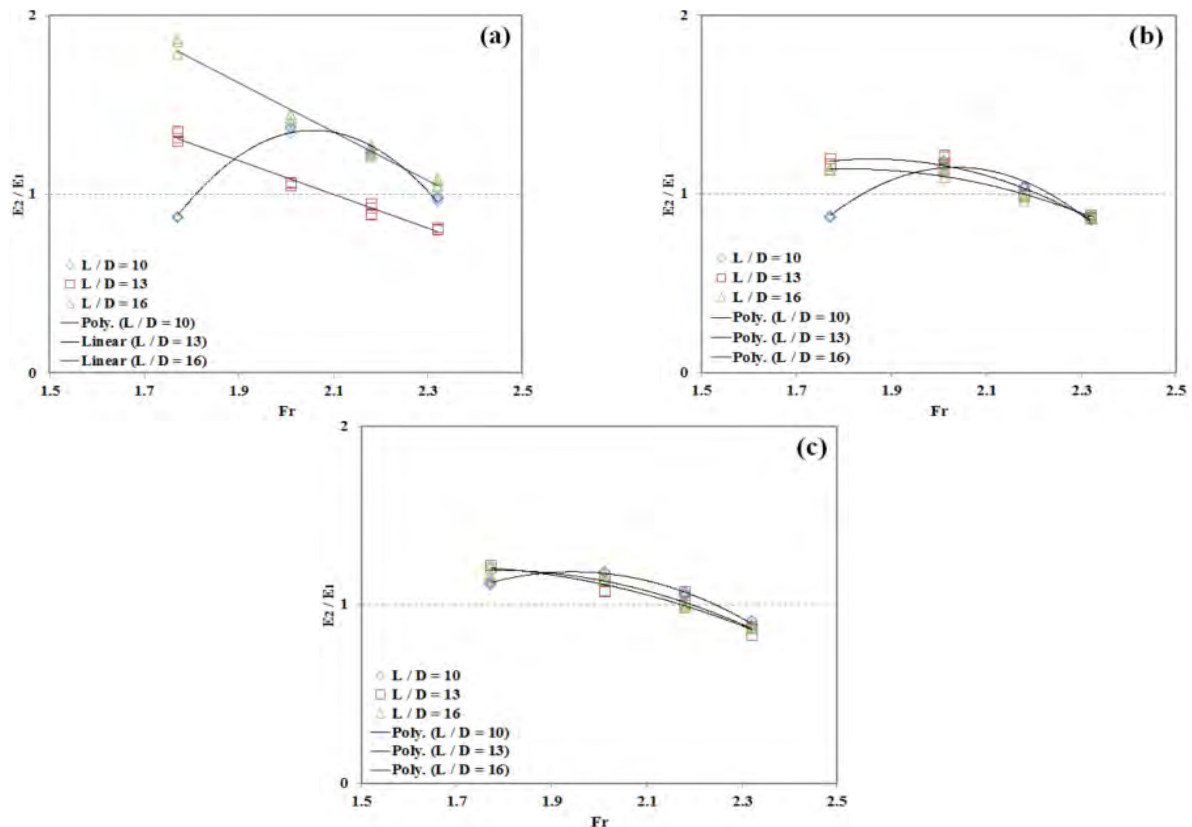 (a)
2
1
0
E2 / E1
L / D = 10
L / D = 13
L / D = 16
Poly. (L / D = 10)
Linear (L / D = 13)
Linear (L / D = 16)
1.5 1.7 1.9 2.1 2.3 2.5
Fr
(b)
2
1
0
E2 / E1
L / D = 10
L / D = 13
L / D = 16
Poly. (L / D = 10)
Poly. (L / D = 13)
Poly. (L / D = 16)
1.5 1.7 1.9 2.1 2.3 2.5
Fr
(c)
2
1
0
E2 / E1
L / D = 10
L / D = 13
L / D = 16
Poly. (L / D = 10)
Poly. (L / D = 13)
Poly. (L / D = 16)
1.5 1.7 1.9 2.1 2.3 2.5
Fr